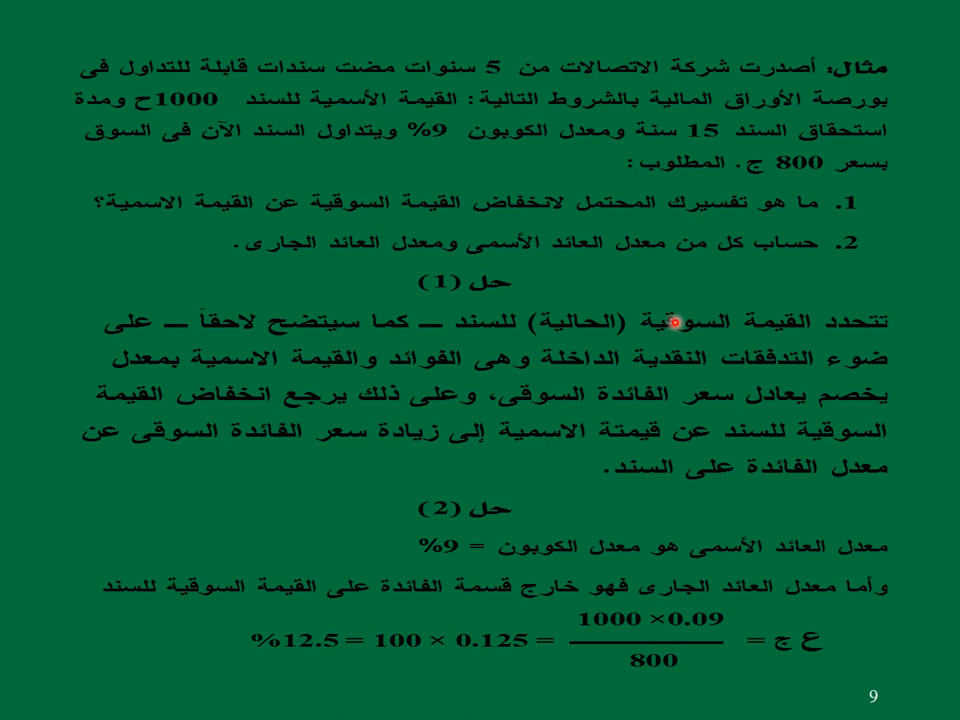 مثال: أصدرت شركة الاتصالات من 5 سنوات مضت سندات قابلة للتداول فى
بورصة الأوراق المالية بالشروط التالية: القيمة الأسمية للسند 1000ح ومدة
استحقاق السند 15 سنة ومعدل الكوبون 9% ويتداول السند الآن فى السوق
بسعر 800 ج. المطلوب:
1. ما هو تفسيرك المحتمل لانخفاض القيمة السوقية عن القيمة الاسمية؟
2. حساب كل من معدل العائد الأسمى ومعدل العائد الجارى.
حل (1)
تتحدد القيمة السوقية (الحالية) للسند ـــ كما سيتضح لاحقاً ـــ على
ضوء التدفقات النقدية الداخلة وهى الفوائد والقيمة الاسمية بمعدل
يخصم يعادل سعر الفائدة السوقى، وعلى ذلك يرجع انخفاض القيمة
السوقية للسند عن قيمتة الاسمية إلى زيادة سعر الفائدة السوقى عن
معدل الفائدة على السند.
حل (2)
معدل العائد الأسمى هو معدل الكوبون = 9%
وأما معدل العائد الجارى فهو خارج قسمة الفائدة على القيمة السوقية للسند
1000 ×0.09
ع ج = = 0.125 × 100 = 12.5%
800
9